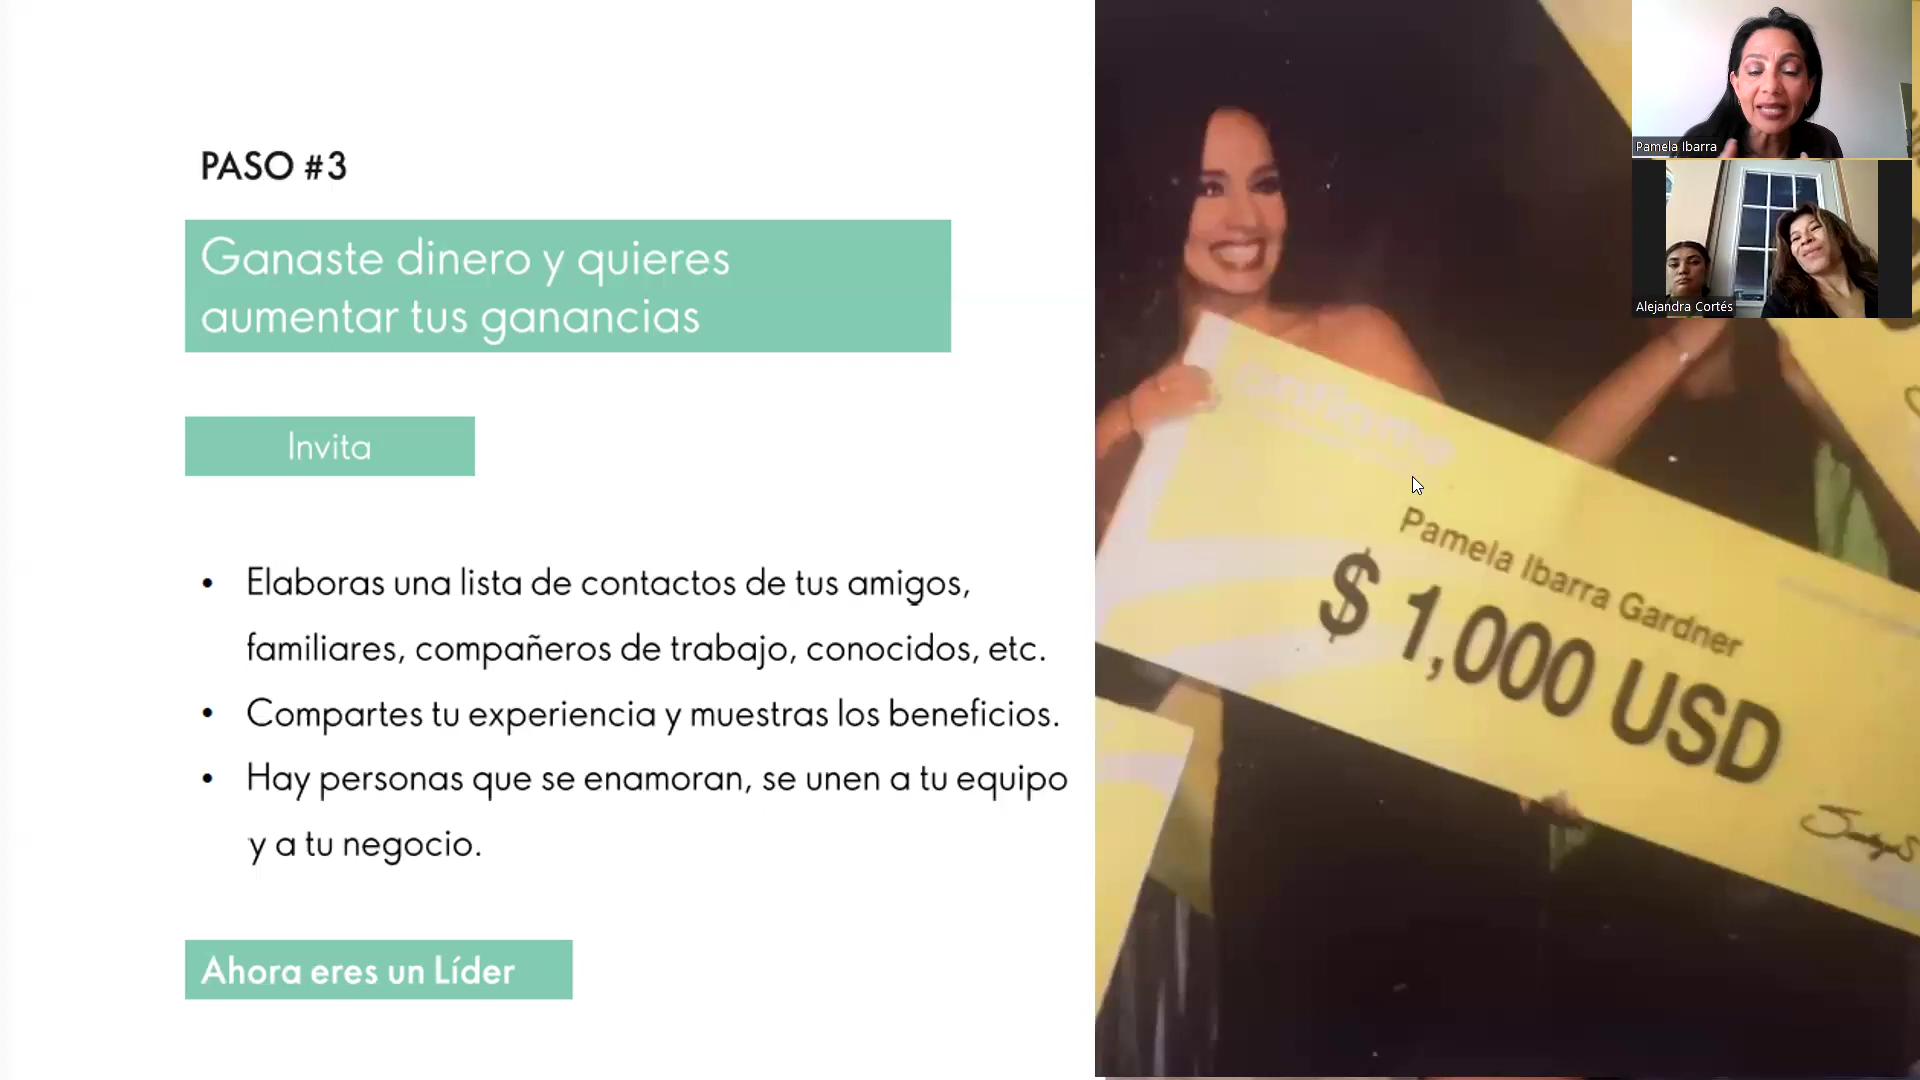 PASO #3
Ganaste dinero y quieres
aumentar tus ganancias
Invita
• Elaboras una lista de contactos de tus amigos,
familiares, compañeros de trabajo, conocidos, etc.
• Compartes tu experiencia y muestras los beneficios.
• Hay personas que se enamoran, se unen a tu equipo
y a tu negocio.
Ahora eres un Líder
oriflame
Pamela Ibarra Gardner
$ 1,000 USD
Pamela Ibarra
Alejandra Cortés